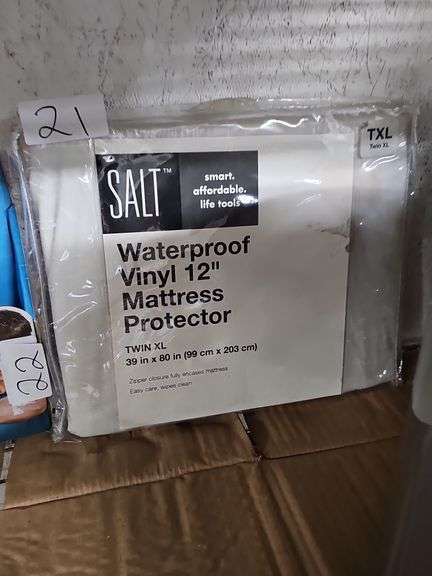 21
TXL
Twin XL
SALT™
smart.
affordable.
life tools
Waterproof
Vinyl 12"
Mattress
Protector
TWIN XL
39 in x 80 in (99 cm x 203 cm)
Zipper closure fully encases mattress
Easy care, wipes clean
22